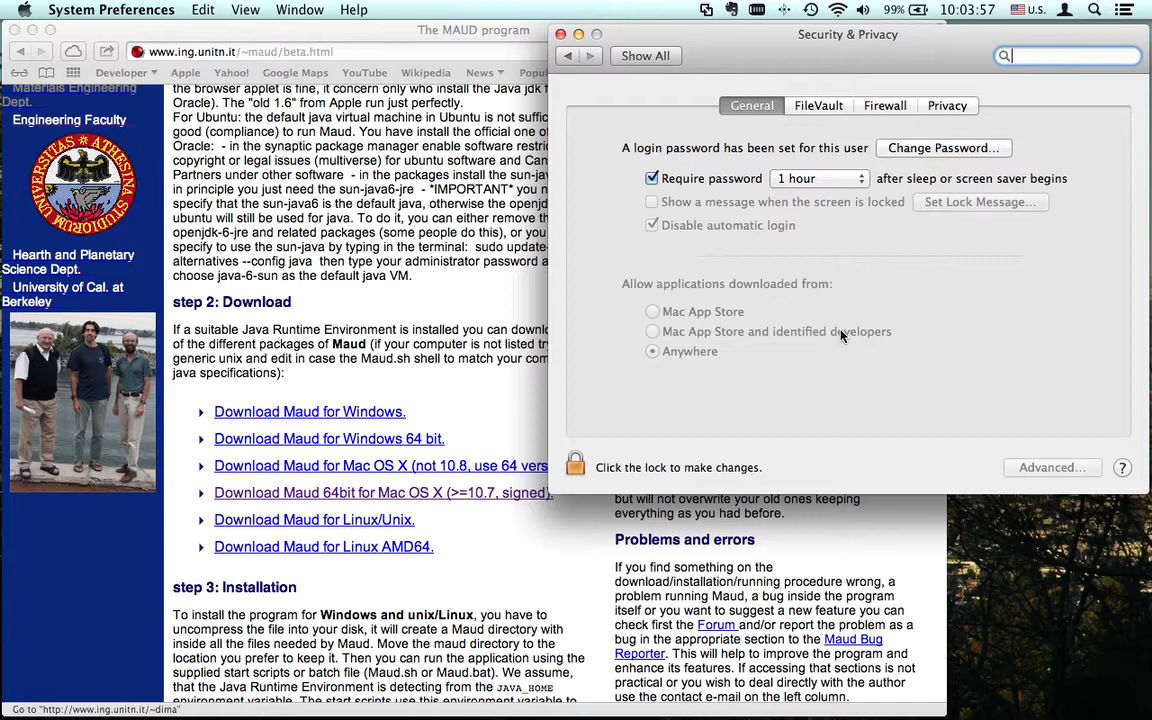 System Preferences Edit View Window Help
99% 10:03:57 U.S.
The MAUD program
www.ing.unitn.it/~maud/beta.html
Developer Apple Yahoo! Google Maps YouTube Wikipedia News Popu
Materials Engineering
Dept.
Engineering Faculty
Hearth and Planetary
Science Dept.
University of Cal. at
Berkeley
the browser applet is fine, it concern only who install the Java jdk f
Oracle). The "old 1.6" from Apple run just perfectly.
For Ubuntu: the default java virtual machine in Ubuntu is not suffic
good (compliance) to run Maud. You have install the official one of
Oracle: - in the synaptic package manager enable software restric
copyright or legal issues (multiverse) for ubuntu software and Can
Partners under other software - in the packages install the sun-jav
in principle you just need the sun-java6-jre - *IMPORTANT* you n
specify that the sun-java6 is the default java, otherwise the openjd
ubuntu will still be used for java. To do it, you can either remove th
openjdk-6-jre and related packages (some people do this), or you
specify to use the sun-java by typing in the terminal: sudo update-
alternatives --config java then type your administrator password a
choose java-6-sun as the default java VM.
step 2: Download
If a suitable Java Runtime Environment is installed you can downlo
of the different packages of Maud (if your computer is not listed try
generic unix and edit in case the Maud.sh shell to match your com
java specifications):
Download Maud for Windows.
Download Maud for Windows 64 bit.
Download Maud for Mac OS X (not 10.8, use 64 vers
Download Maud 64bit for Mac OS X (>=10.7, signed).
Download Maud for Linux/Unix.
Download Maud for Linux AMD64.
step 3: Installation
To install the program for Windows and unix/Linux, you have to
uncompress the file into your disk, it will create a Maud directory with
inside all the files needed by Maud. Move the maud directory to the
location you prefer to keep it. Then you can run the application using the
supplied start scripts or batch file (Maud.sh or Maud.bat). We assume,
that the Java Runtime Environment is detecting from the JAVA_HOME
environment variable. The start scripts use this environment variable to
but will not overwrite your old ones keeping
everything as you had before.
Problems and errors
If you find something on the
download/installation/running procedure wrong, a
problem running Maud, a bug inside the program
itself or you want to suggest a new feature you can
check first the Forum and/or report the problem as a
bug in the appropriate section to the Maud Bug
Reporter. This will help to improve the program and
enhance its features. If accessing that sections is not
practical or you wish to deal directly with the author
use the contact e-mail on the left column.
Go to "http://www.ing.unitn.it/~dima"
Security & Privacy
Show All
General FileVault Firewall Privacy
A login password has been set for this user Change Password...
Require password 1 hour after sleep or screen saver begins
Show a message when the screen is locked Set Lock Message...
Disable automatic login
Allow applications downloaded from:
Mac App Store
Mac App Store and identified developers
Anywhere
Click the lock to make changes. Advanced... ?